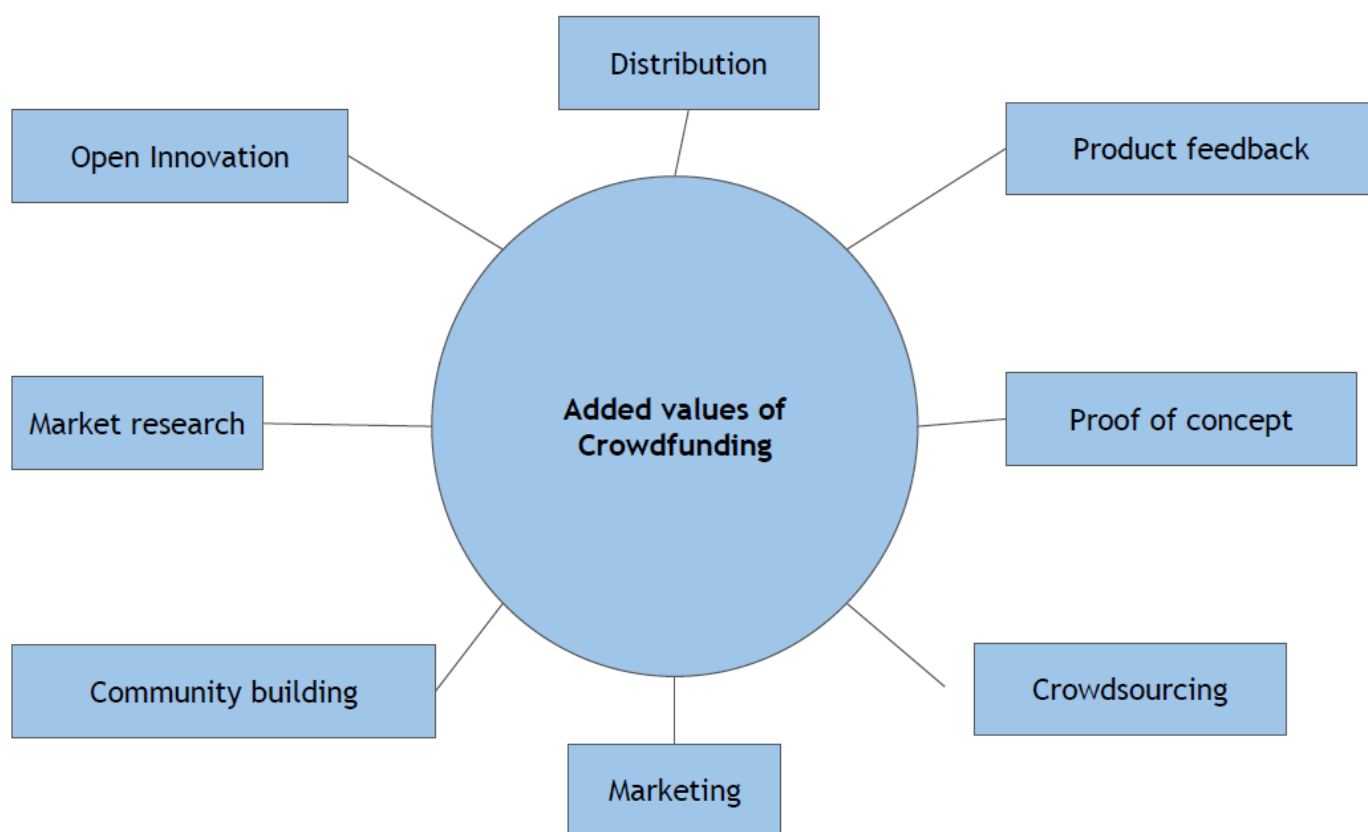 Distribution
Open Innovation
Product feedback
Market research
Added values of
Crowdfunding
Proof of concept
Community building
Crowdsourcing
Marketing